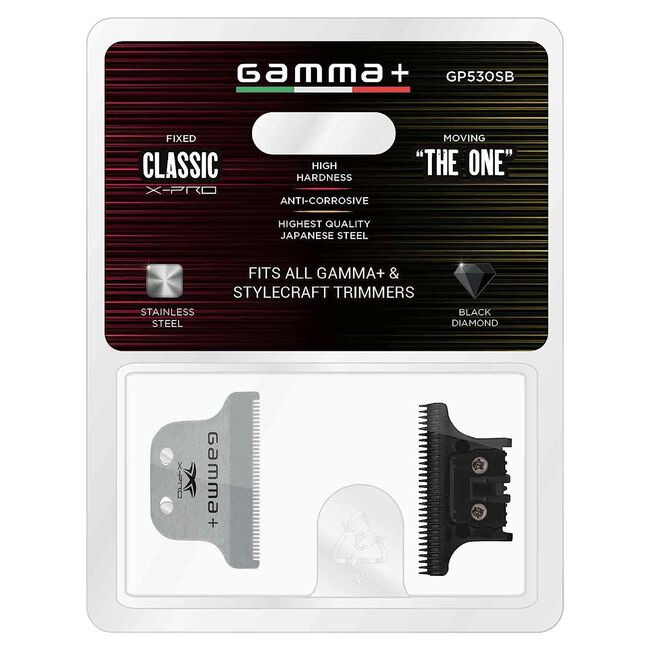 GAMMA+
GP530SB
FIXED
CLASSIC
X-PRO
HIGH
HARDNESS
ANTI-CORROSIVE
HIGHEST QUALITY
JAPANESE STEEL
MOVING
"THE ONE"
FITS ALL GAMMA+ &
STYLECRAFT TRIMMERS
STAINLESS
STEEL
BLACK
DIAMOND
GAMMA+
X-PRO